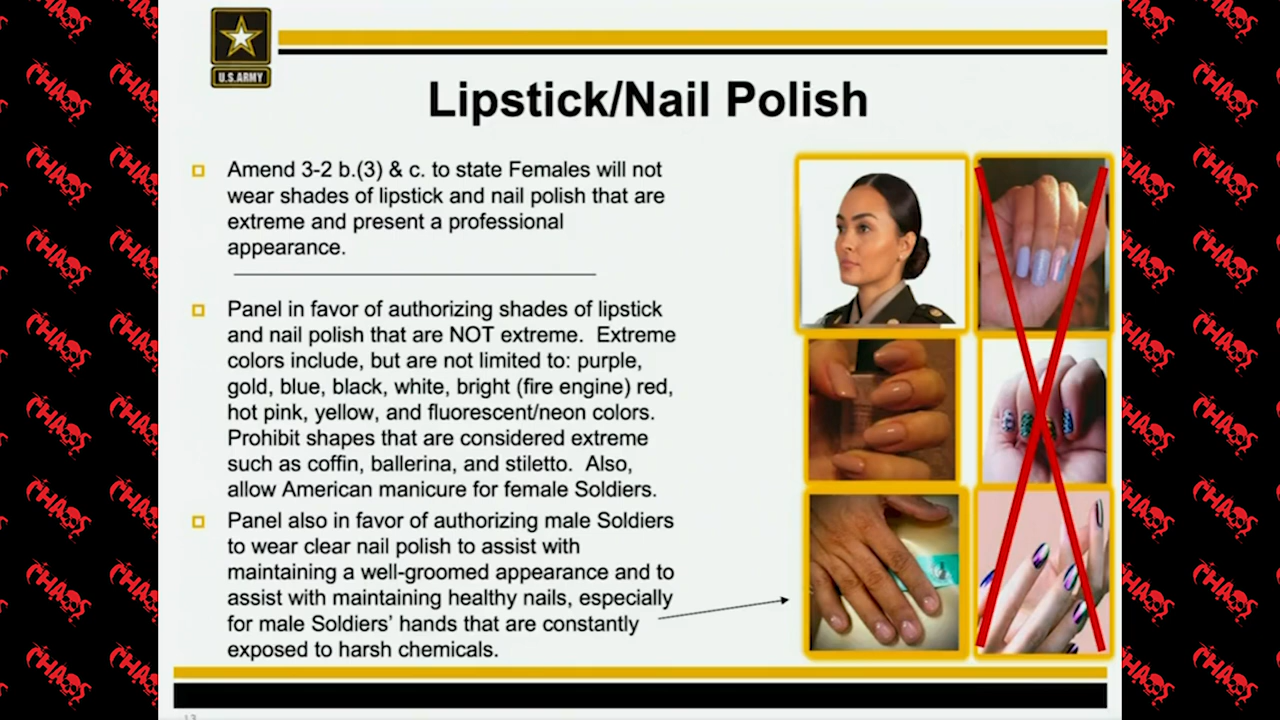 U.S.ARMY
Lipstick/Nail Polish
Amend 3-2 b.(3) & c. to state Females will not
wear shades of lipstick and nail polish that are
extreme and present a professional
appearance.
Panel in favor of authorizing shades of lipstick
and nail polish that are NOT extreme. Extreme
colors include, but are not limited to: purple,
gold, blue, black, white, bright (fire engine) red,
hot pink, yellow, and fluorescent/neon colors.
Prohibit shapes that are considered extreme
such as coffin, ballerina, and stiletto. Also,
allow American manicure for female Soldiers.
Panel also in favor of authorizing male Soldiers
to wear clear nail polish to assist with
maintaining a well-groomed appearance and to
assist with maintaining healthy nails, especially
for male Soldiers' hands that are constantly
exposed to harsh chemicals.
13
CHAOS